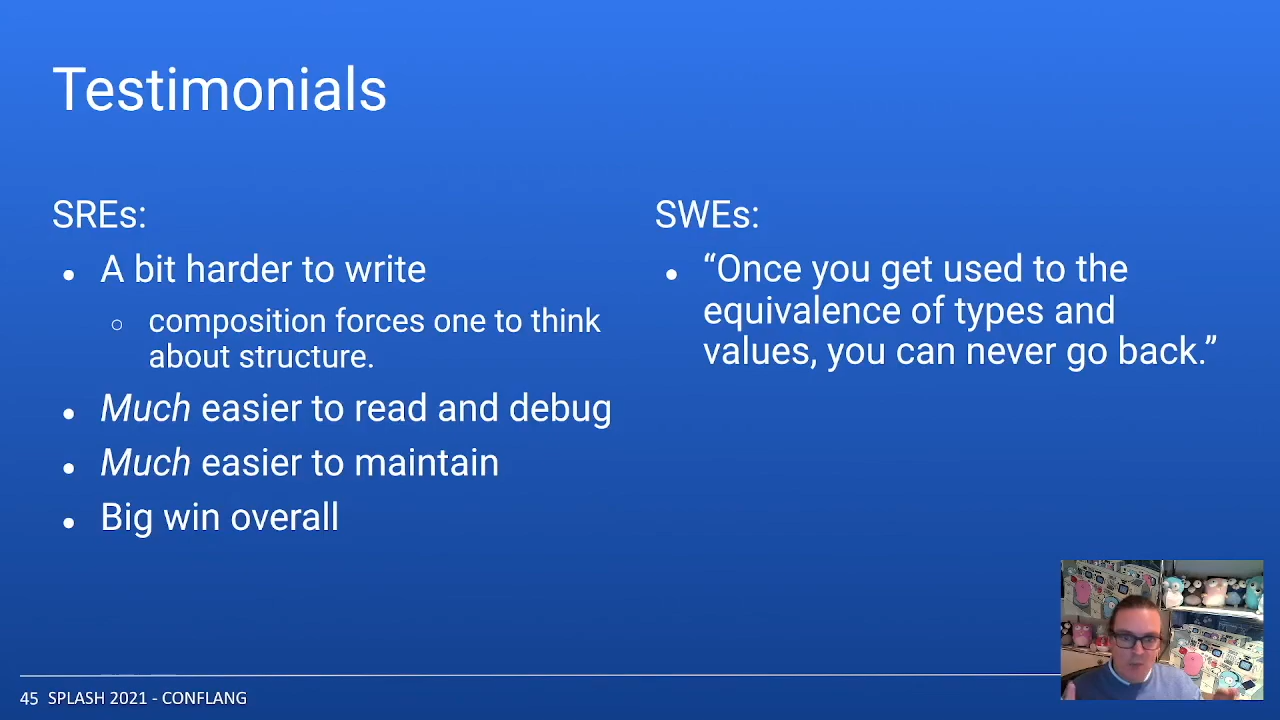 Testimonials
SREs:
● A bit harder to write
○ composition forces one to think
about structure.
● Much easier to read and debug
● Much easier to maintain
● Big win overall
SWEs:
● “Once you get used to the
equivalence of types and
values, you can never go back.”
45 SPLASH 2021 - CONFLANG